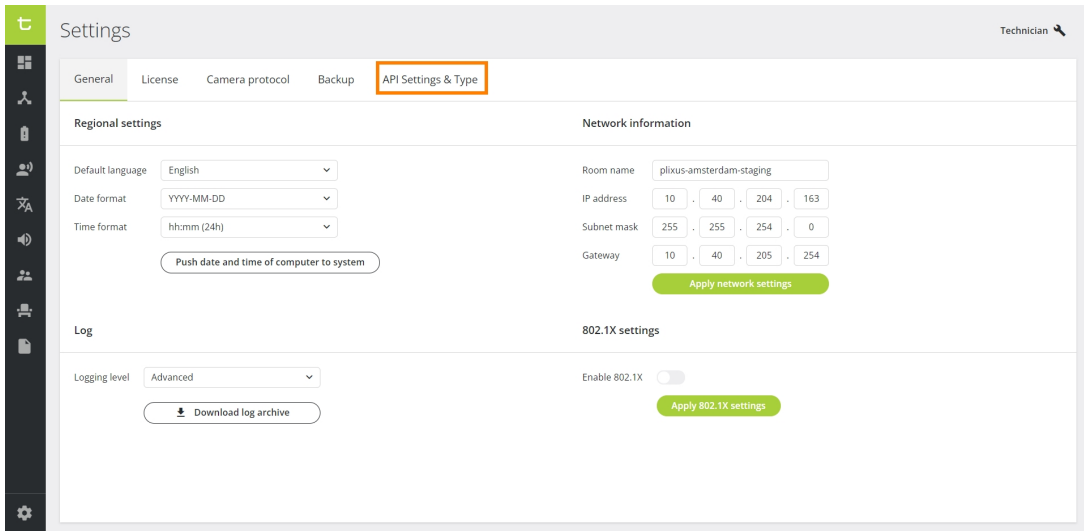 Settings
Technician
General License Camera protocol Backup API Settings & Type
Regional settings
Default language English
Date format YYYY-MM-DD
Time format hh:mm (24h)
Push date and time of computer to system
Network information
Room name plixus-amsterdam-staging
IP address 10 . 40 . 204 . 163
Subnet mask 255 . 255 . 254 . 0
Gateway 10 . 40 . 205 . 254
Apply network settings
Log
Logging level Advanced
Download log archive
802.1X settings
Enable 802.1X
Apply 802.1X settings